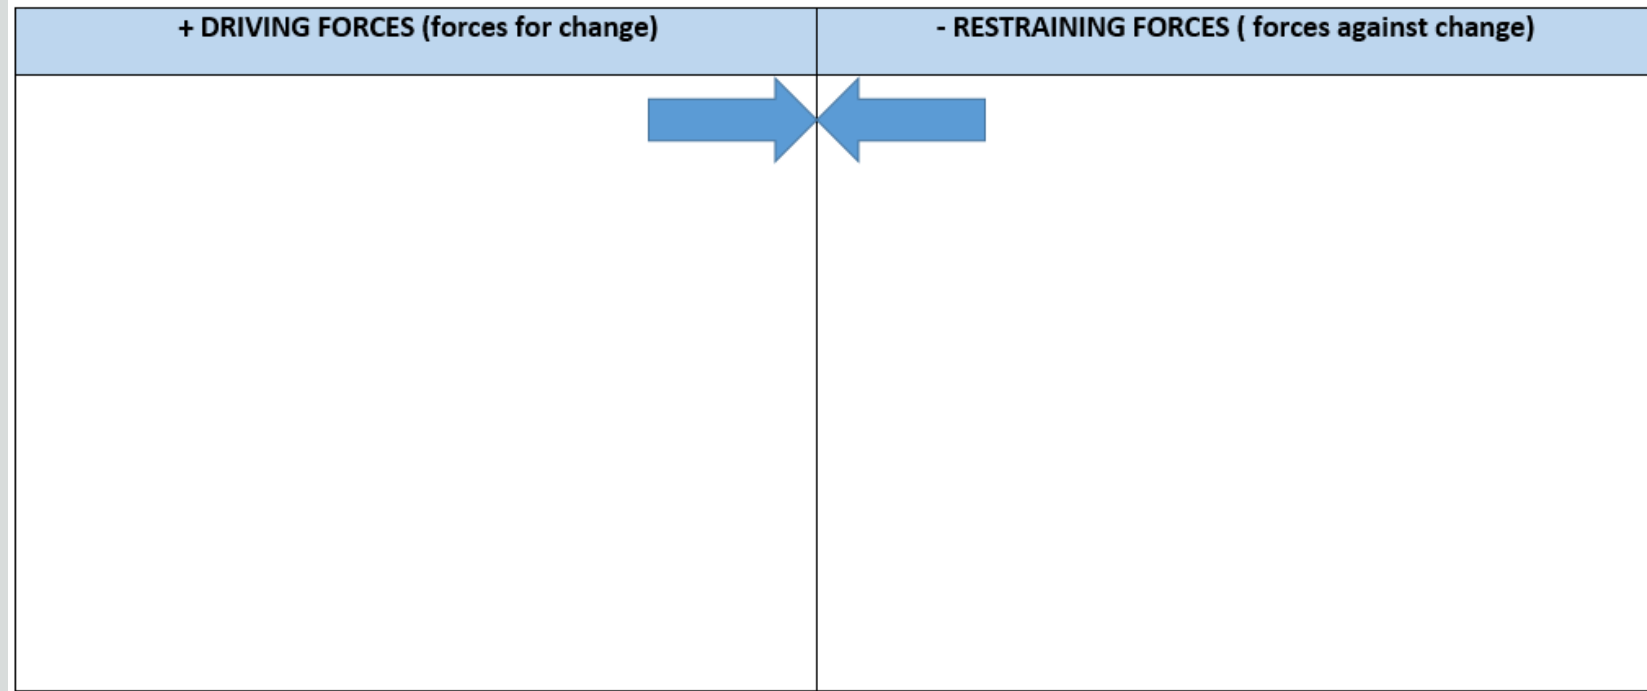 + DRIVING FORCES (forces for change)
- RESTRAINING FORCES ( forces against change)